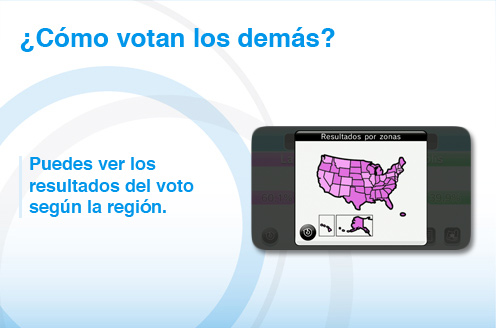 ¿Cómo votan los demás?
Puedes ver los
resultados del voto
según la región.
Resultados por zonas